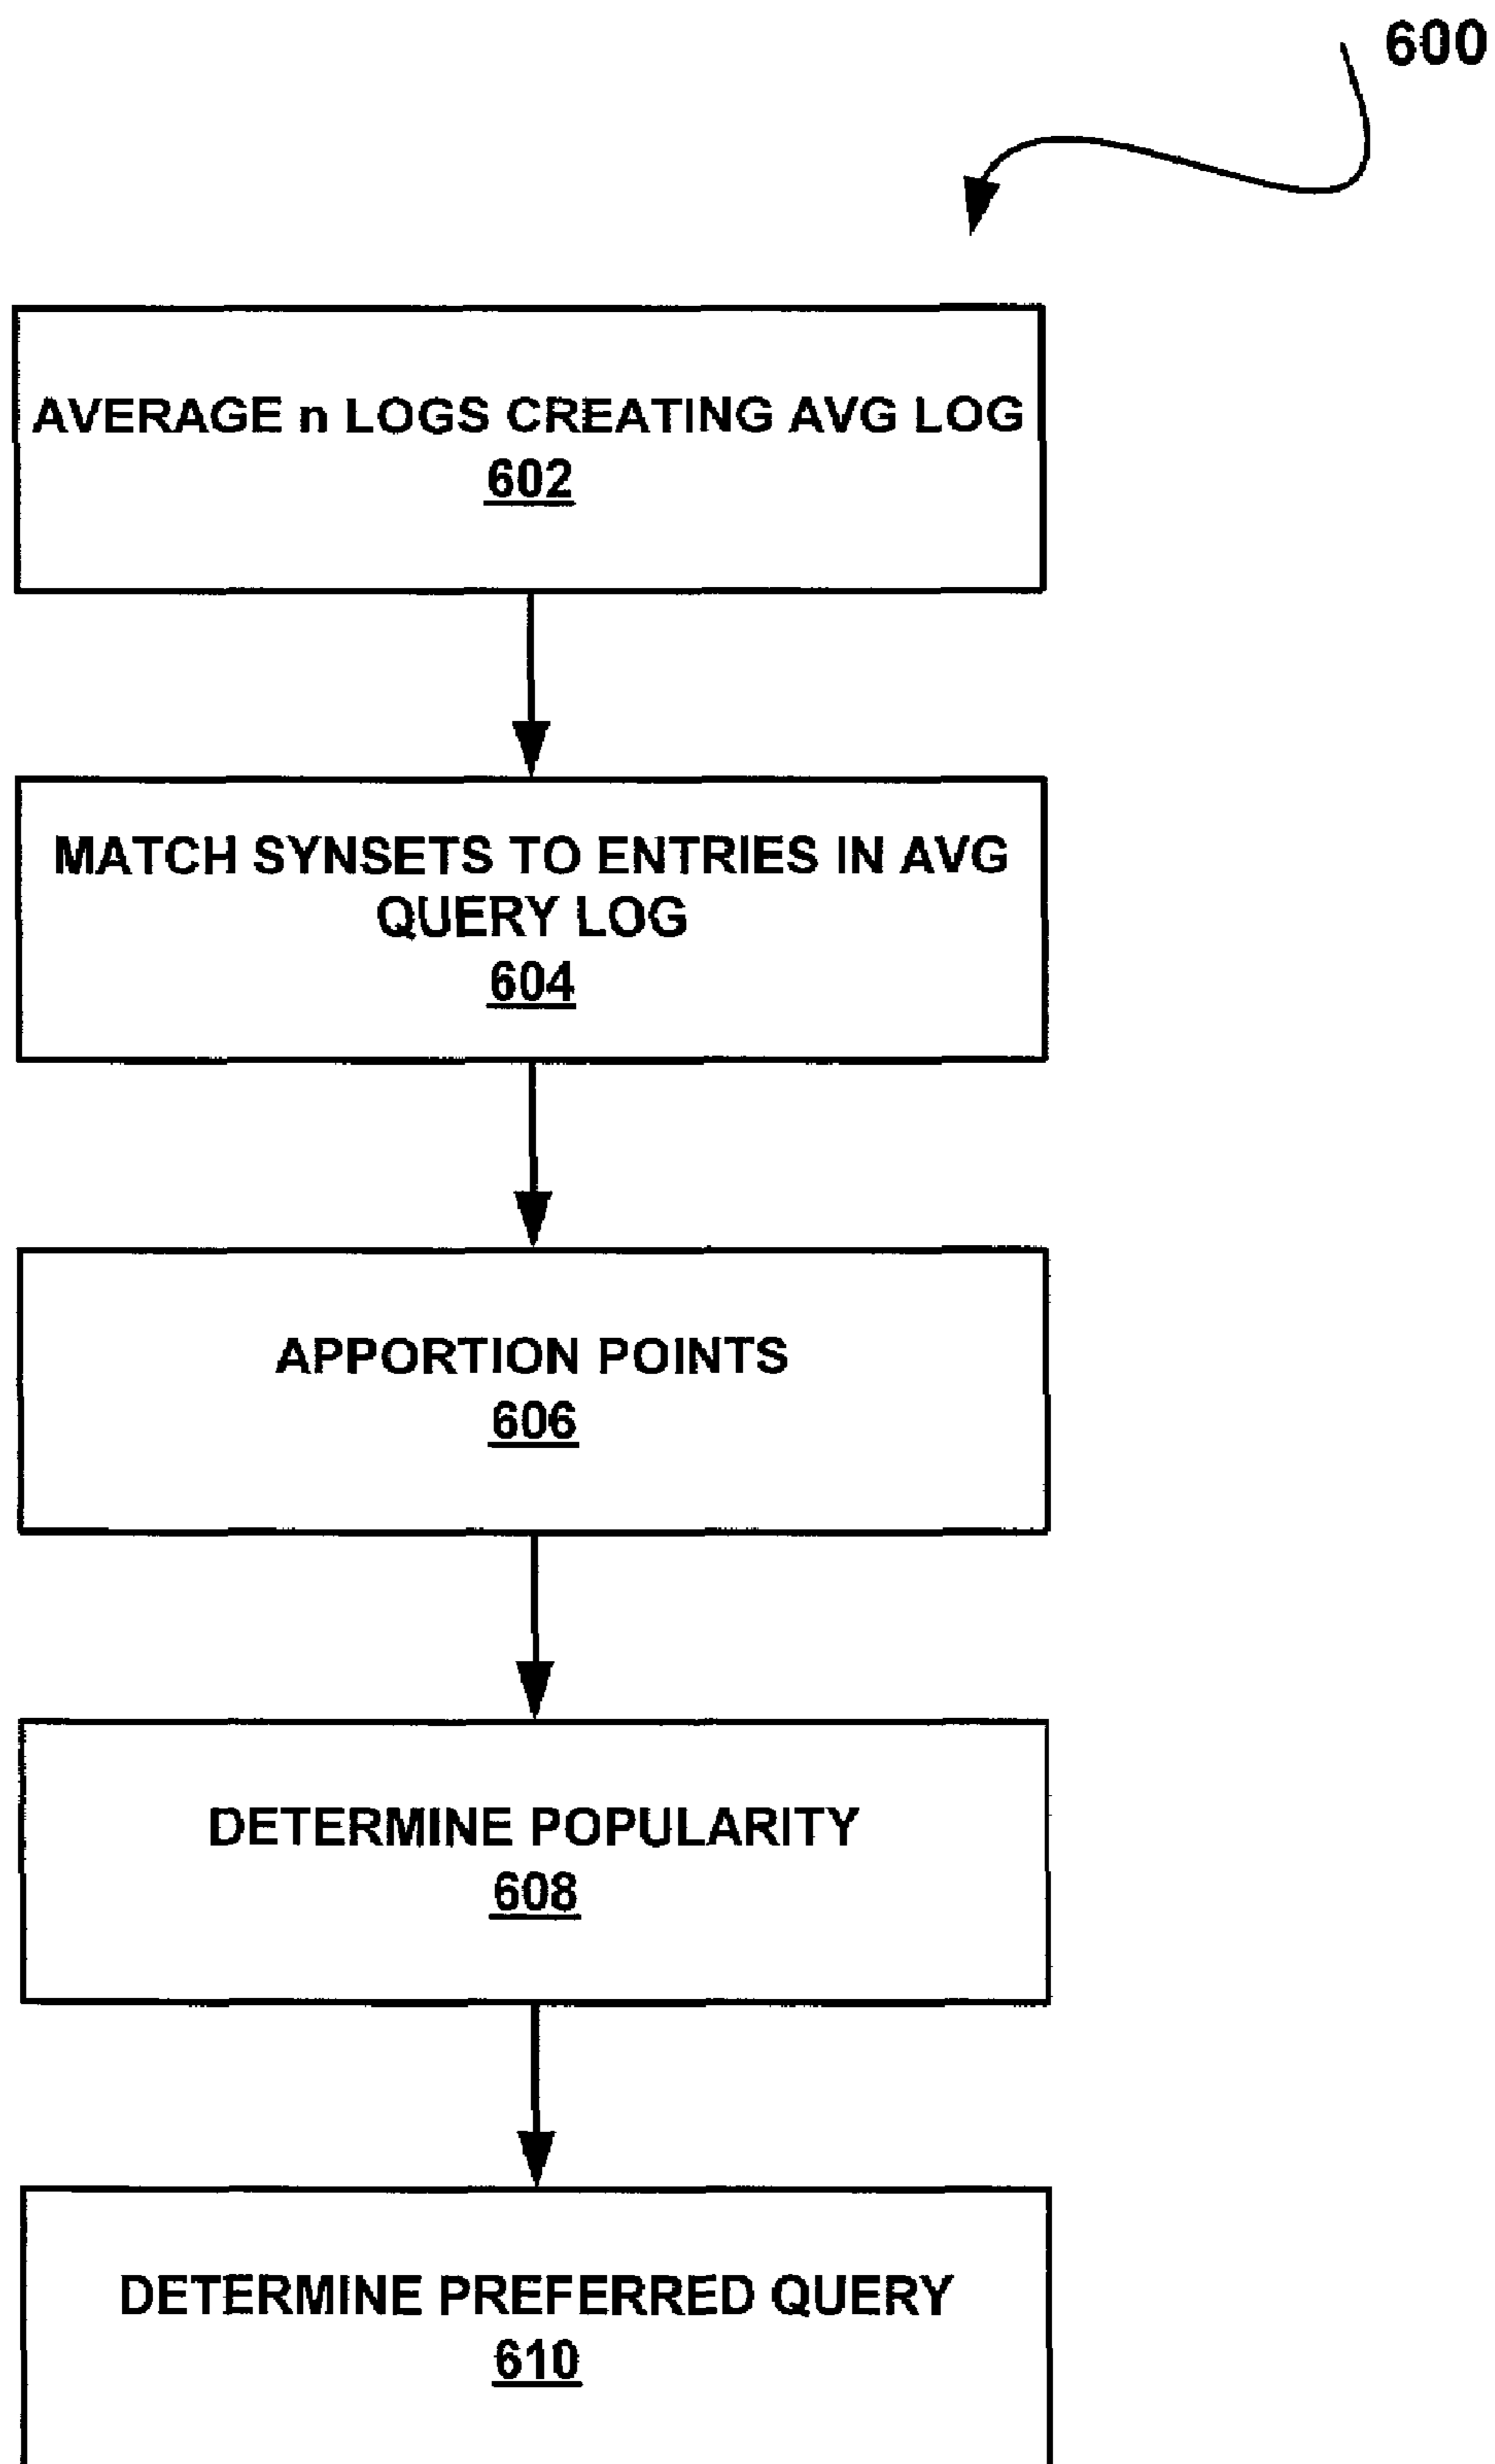 600
AVERAGE n LOGS CREATING AVG LOG
602
MATCH SYNSETS TO ENTRIES IN AVG
QUERY LOG
604
APPORTION POINTS
606
DETERMINE POPULARITY
608
DETERMINE PREFERRED QUERY
610